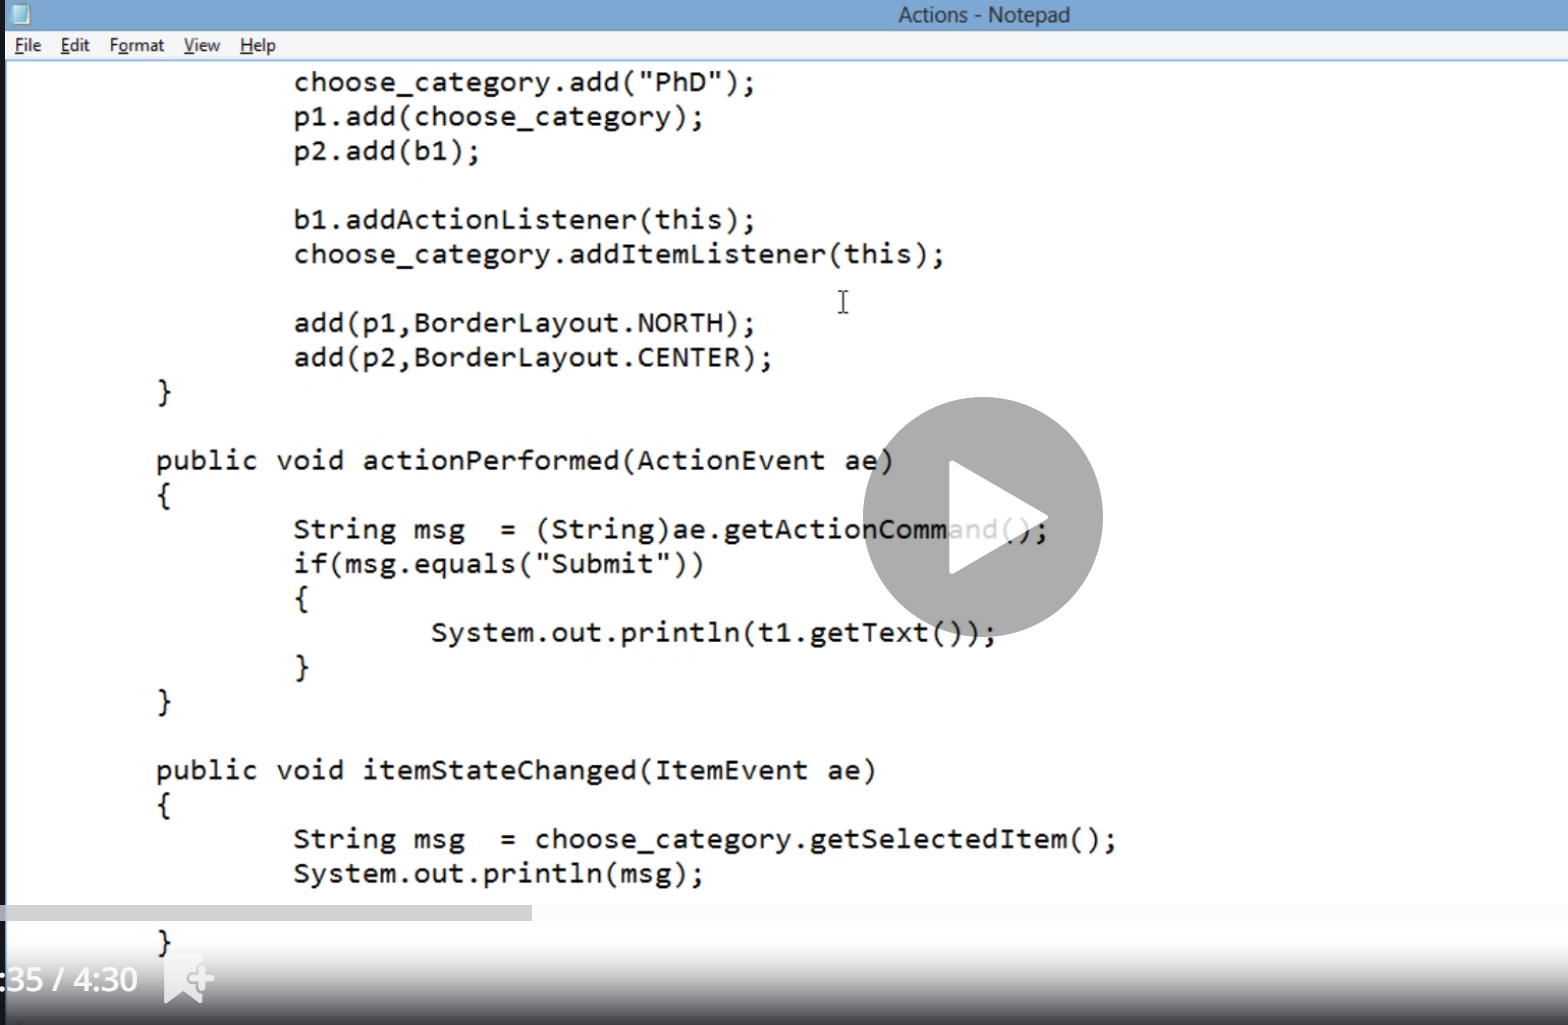 Actions - Notepad
File Edit Format View Help
choose_category.add("PhD");
p1.add(choose_category);
p2.add(b1);
b1.addActionListener(this);
choose_category.addItemListener(this);
add(p1,BorderLayout.NORTH);
add(p2,BorderLayout.CENTER);
}
public void actionPerformed(ActionEvent ae)
{
String msg  = (String)ae.getActionCommand();
if(msg.equals("Submit"))
{
System.out.println(t1.getText());
}
}
public void itemStateChanged(ItemEvent ae)
{
String msg  = choose_category.getSelectedItem();
System.out.println(msg);
}
:35 / 4:30